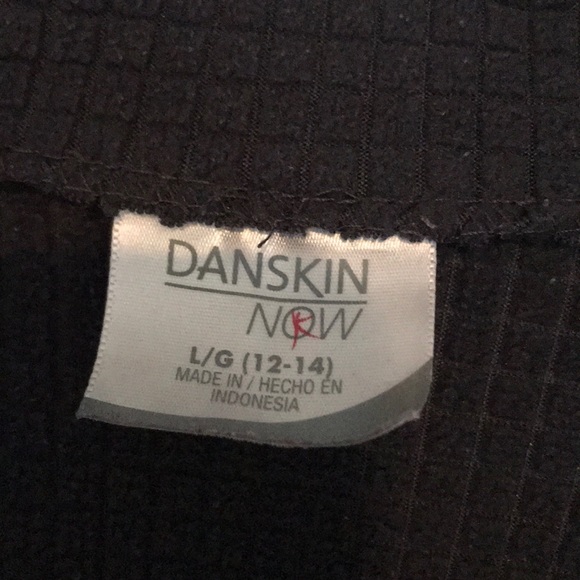 DANSKIN
NOW
L/G (12-14)
MADE IN / HECHO EN
INDONESIA